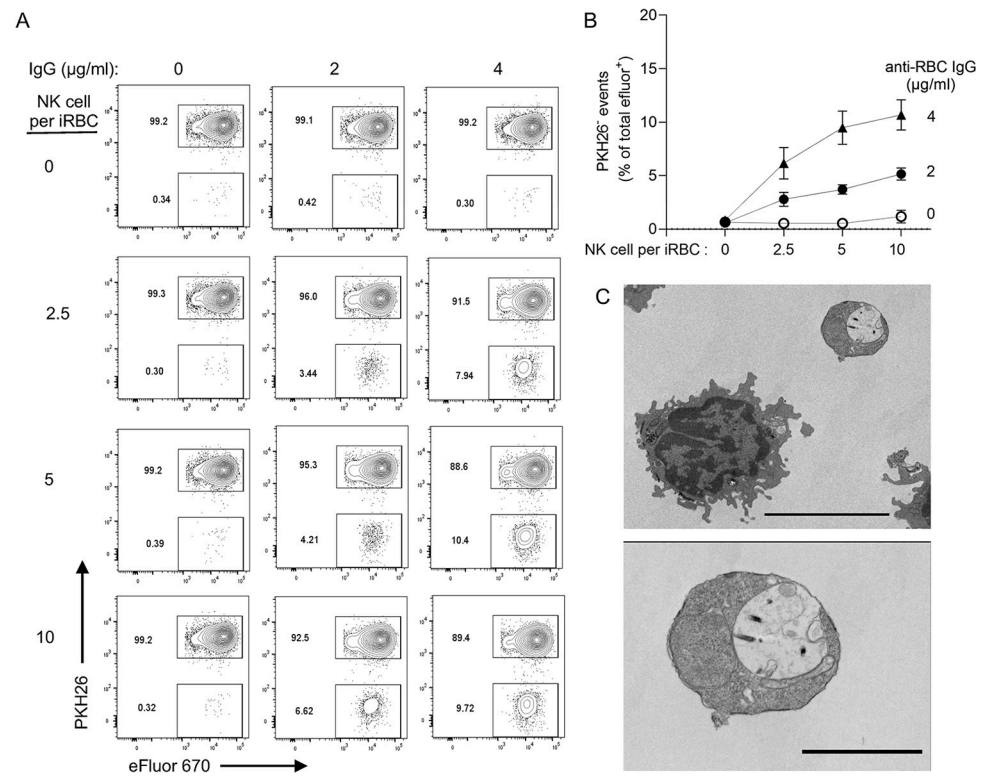 A
IgG (µg/ml): 0 2 4
NK cell
per iRBC
0
99.2 99.1 99.2
0.34 0.42 0.30
2.5
99.3 96.0 91.5
0.30 3.44 7.94
5
99.2 95.3 88.6
0.39 4.21 10.4
10
99.2 92.5 89.4
0.32 6.62 9.72
PKH26
eFluor 670
B
PKH26⁻ events
(% of total efluor⁺)
20
15
10
5
0
anti-RBC IgG
(µg/ml)
4
2
0
NK cell per iRBC : 0 2.5 5 10
C